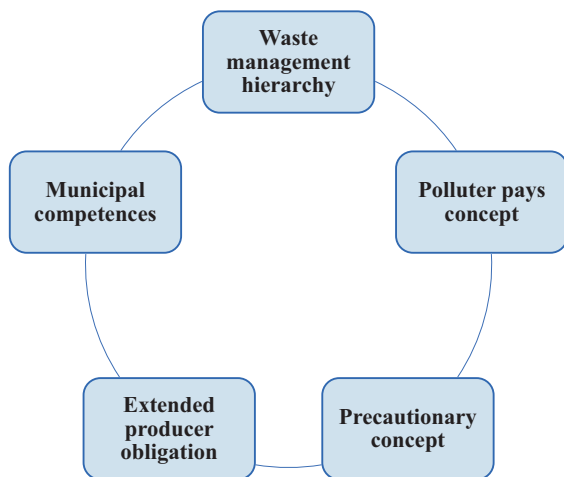 Waste
management
hierarchy
Municipal
competences
Polluter pays
concept
Extended
producer
obligation
Precautionary
concept